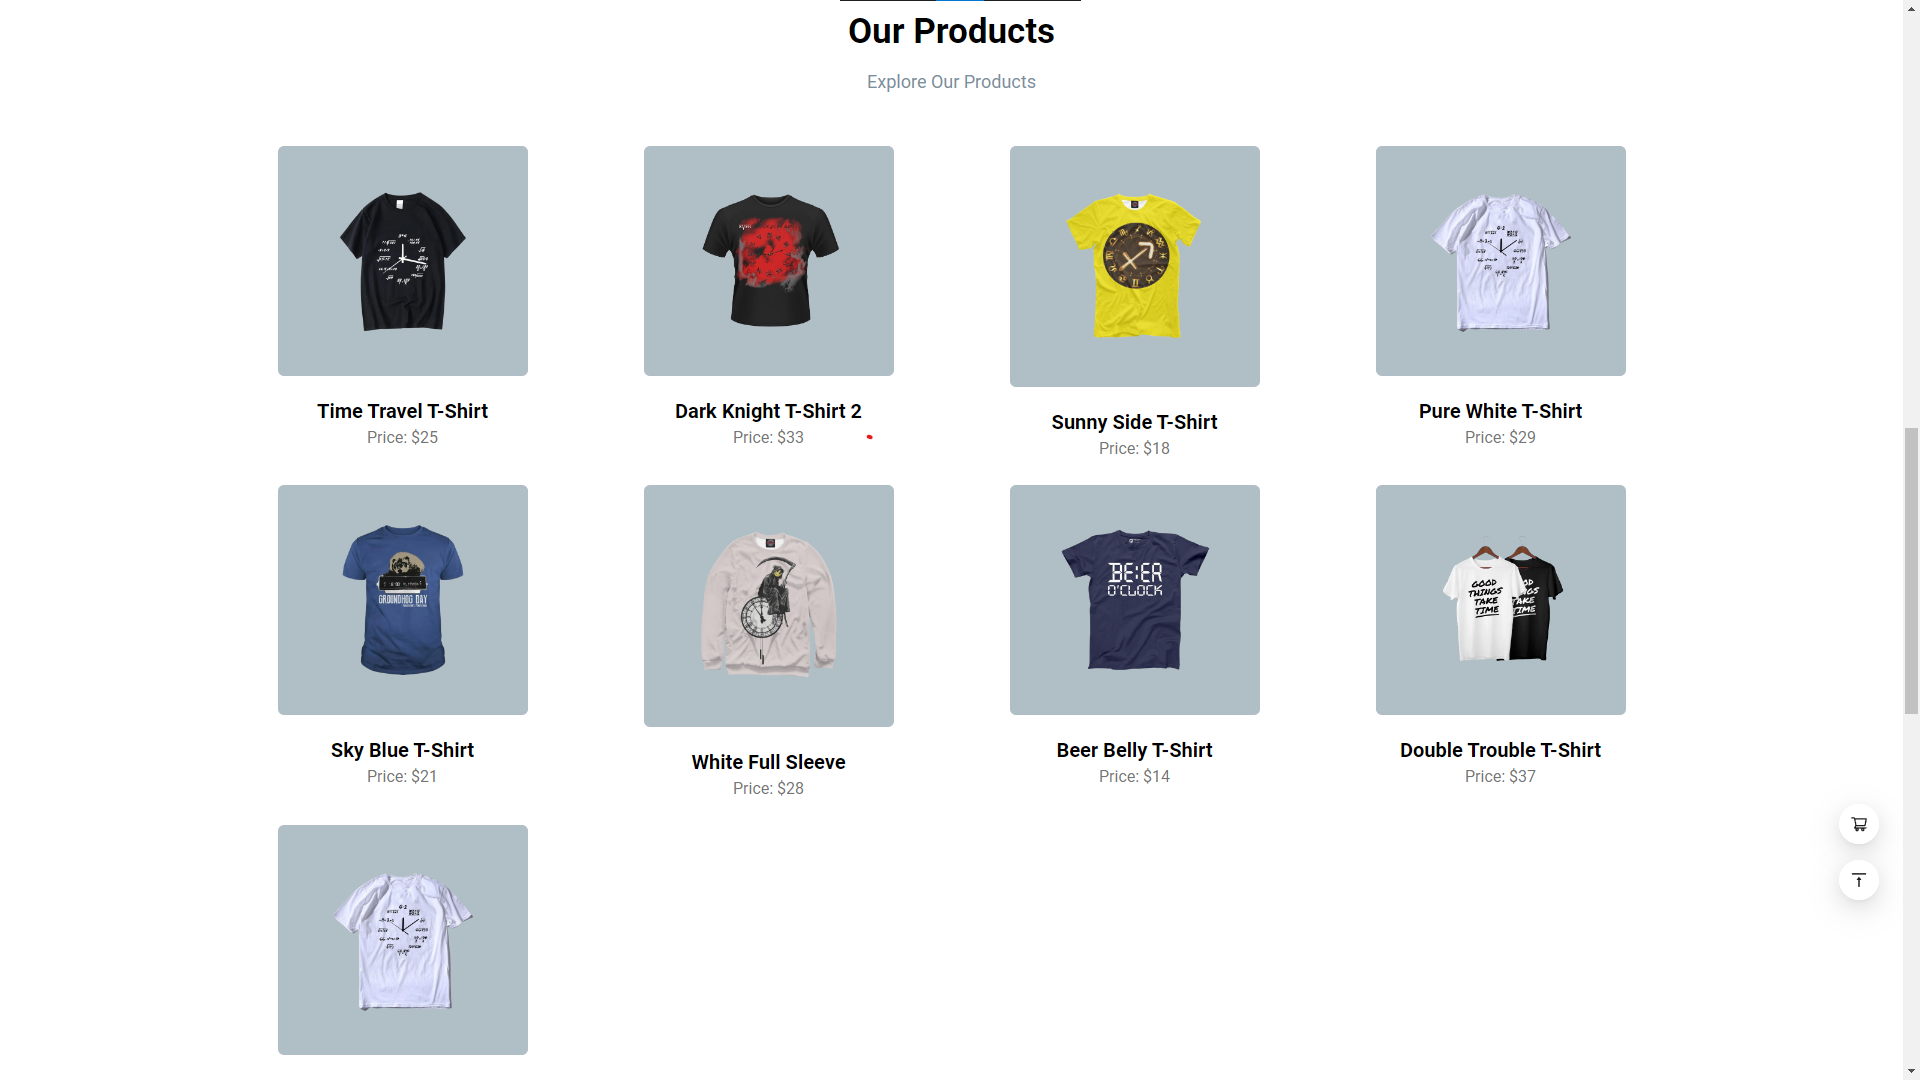 Our Products
Explore Our Products
Time Travel T-Shirt
Price: $25
Dark Knight T-Shirt 2
Price: $33
Sunny Side T-Shirt
Price: $18
Pure White T-Shirt
Price: $29
GROUNDHOG DAY
BE:ER
O'CLOCK
GOOD
THINGS
TAKE
TIME
Sky Blue T-Shirt
Price: $21
White Full Sleeve
Price: $28
Beer Belly T-Shirt
Price: $14
Double Trouble T-Shirt
Price: $37